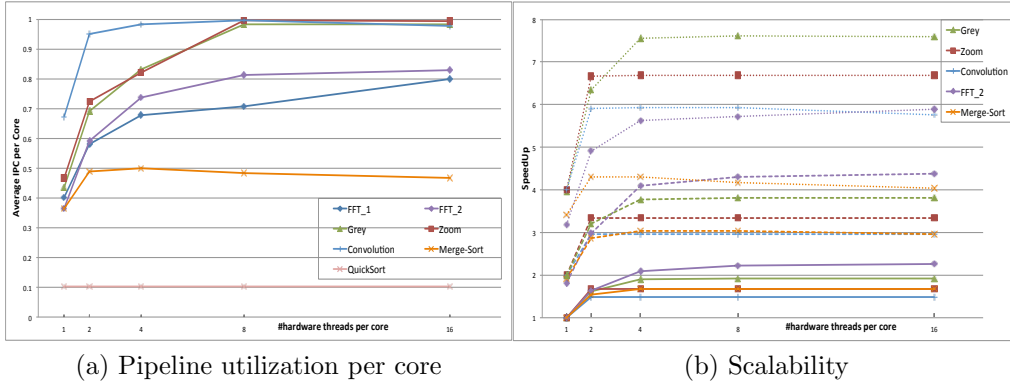 1
0.9
0.8
0.7
0.6
0.5
0.4
0.3
0.2
0.1
0
Average IPC per Core
FFT_1
FFT_2
Grey
Zoom
Convolution
Merge-Sort
QuickSort
1
2
4
8
16
#hardware threads per core
(a) Pipeline utilization per core
8
7
6
5
4
3
2
1
SpeedUp
Grey
Zoom
Convolution
FFT_2
Merge-Sort
1
2
4
8
16
#hardware threads per core
(b) Scalability